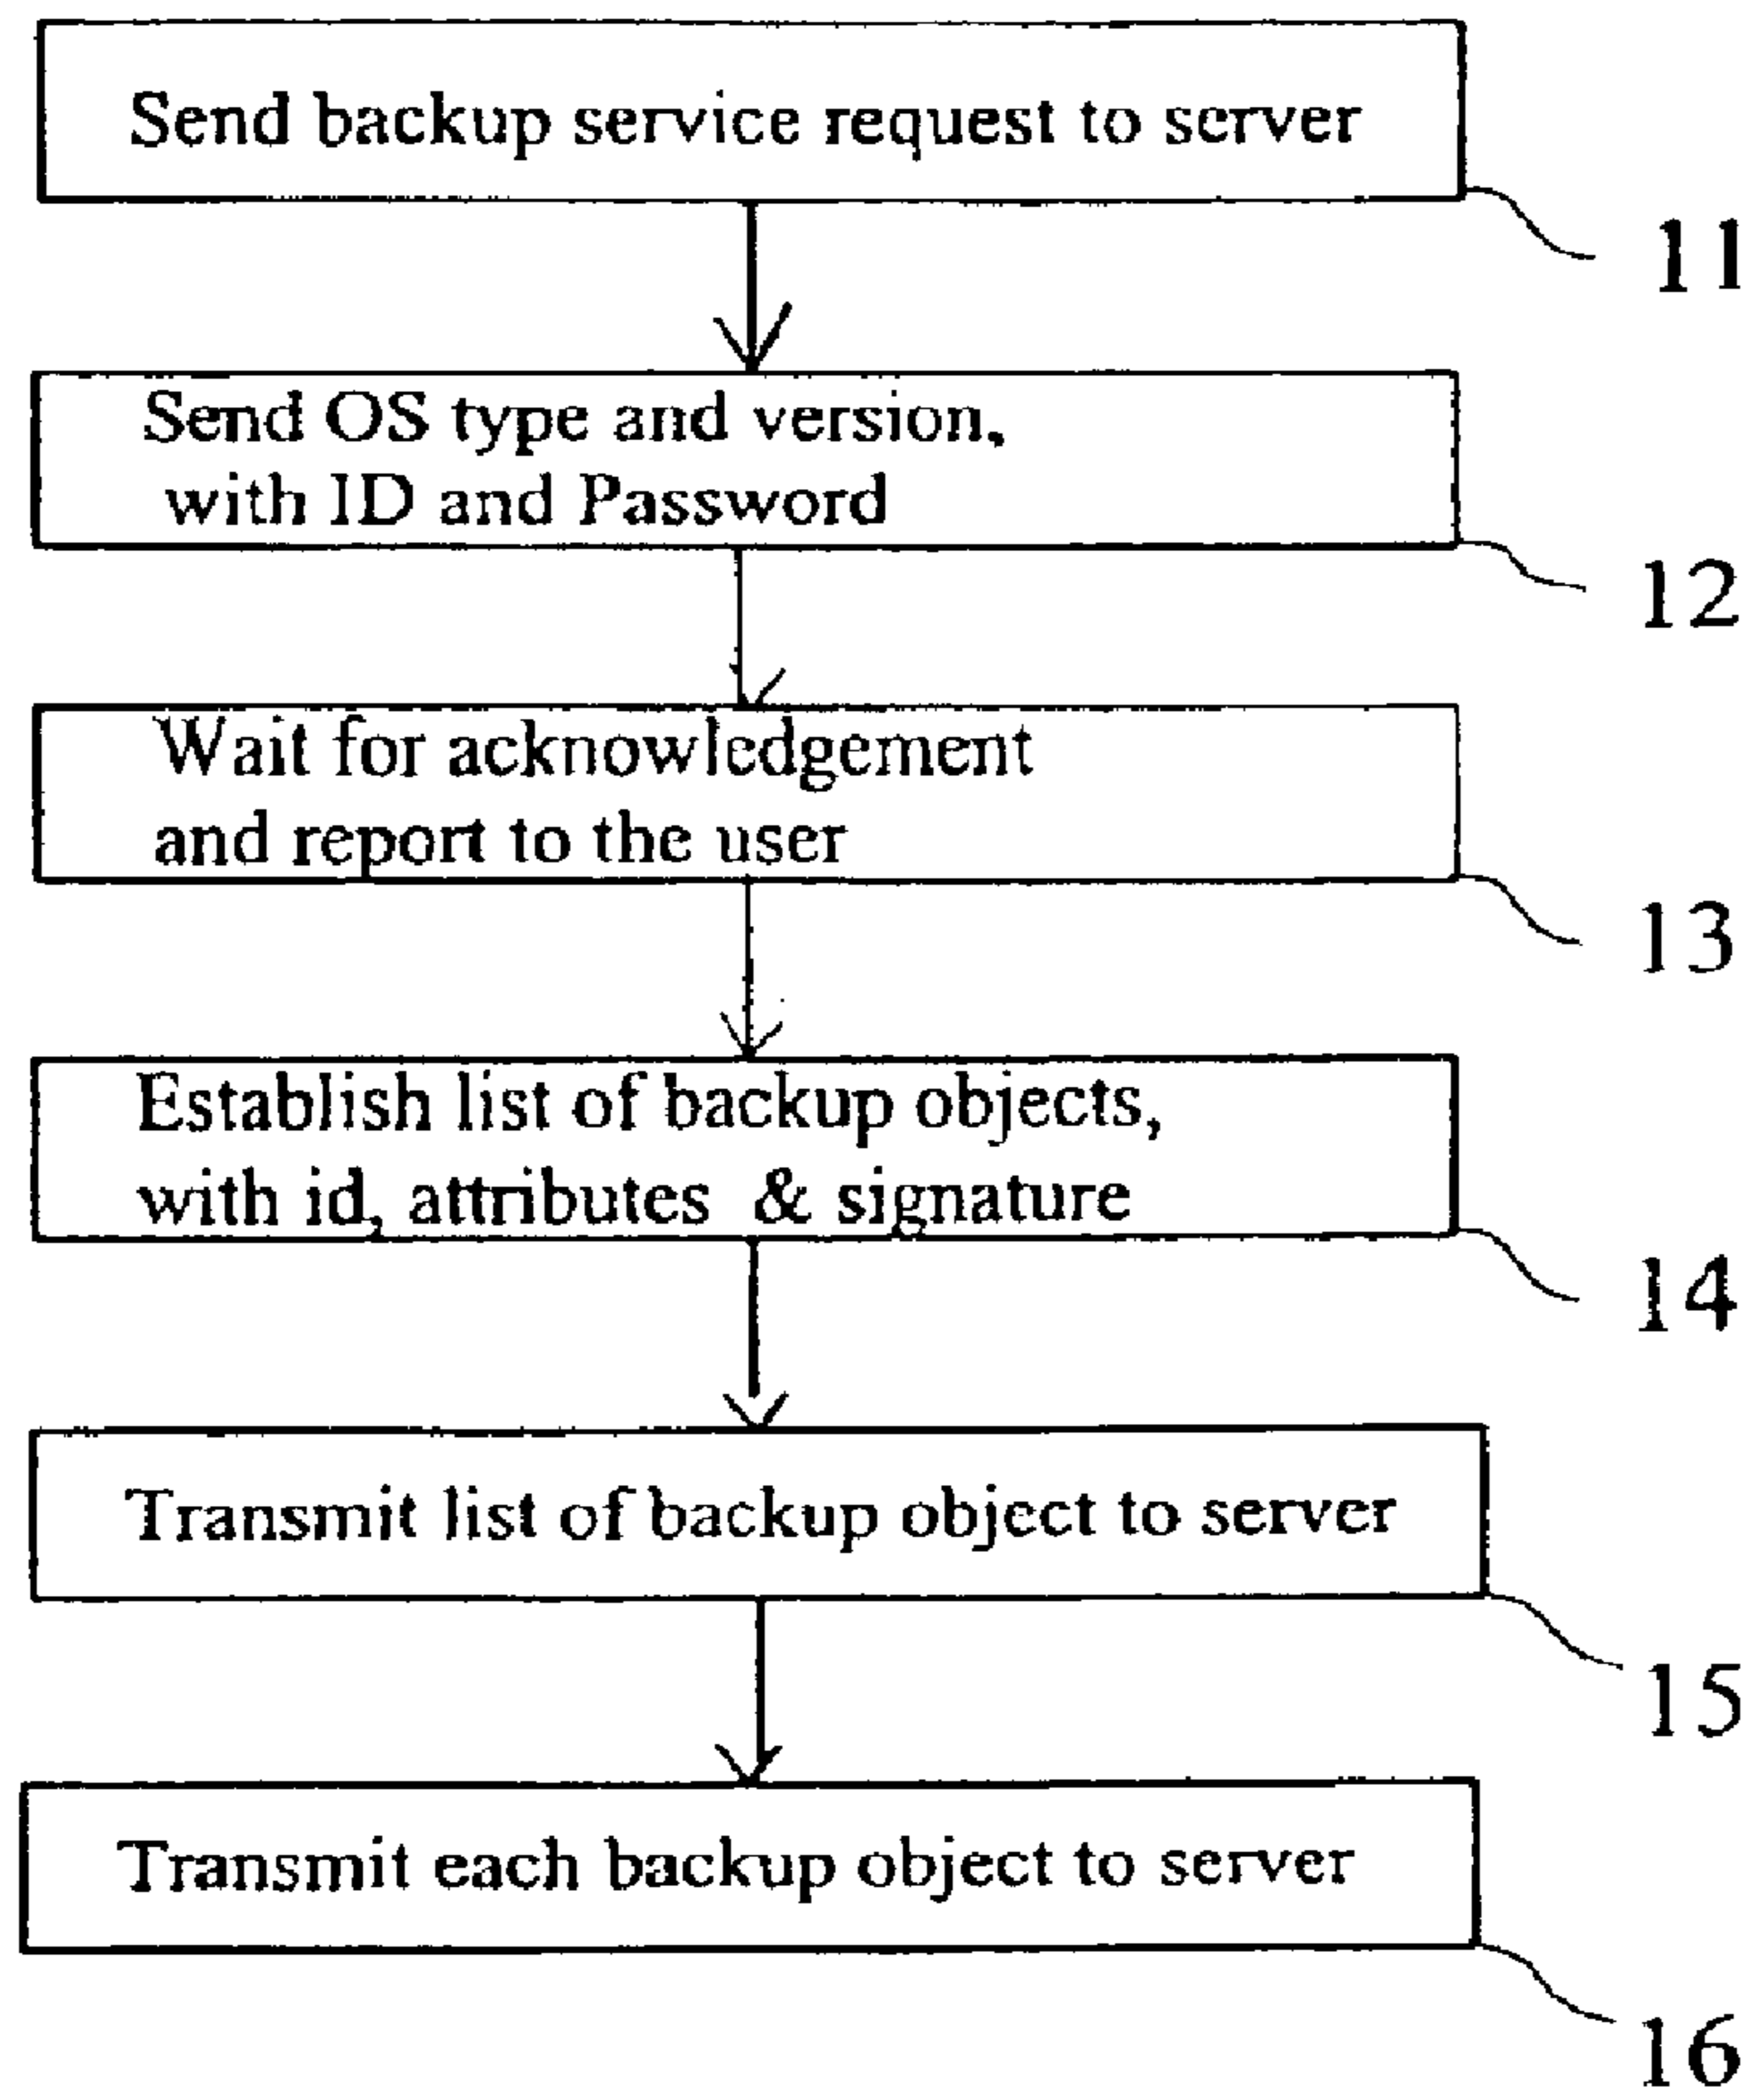 Send backup service request to server
11
Send OS type and version,
with ID and Password
12
Wait for acknowledgement
and report to the user
13
Establish list of backup objects,
with id, attributes & signature
14
Transmit list of backup object to server
15
Transmit each backup object to server
16